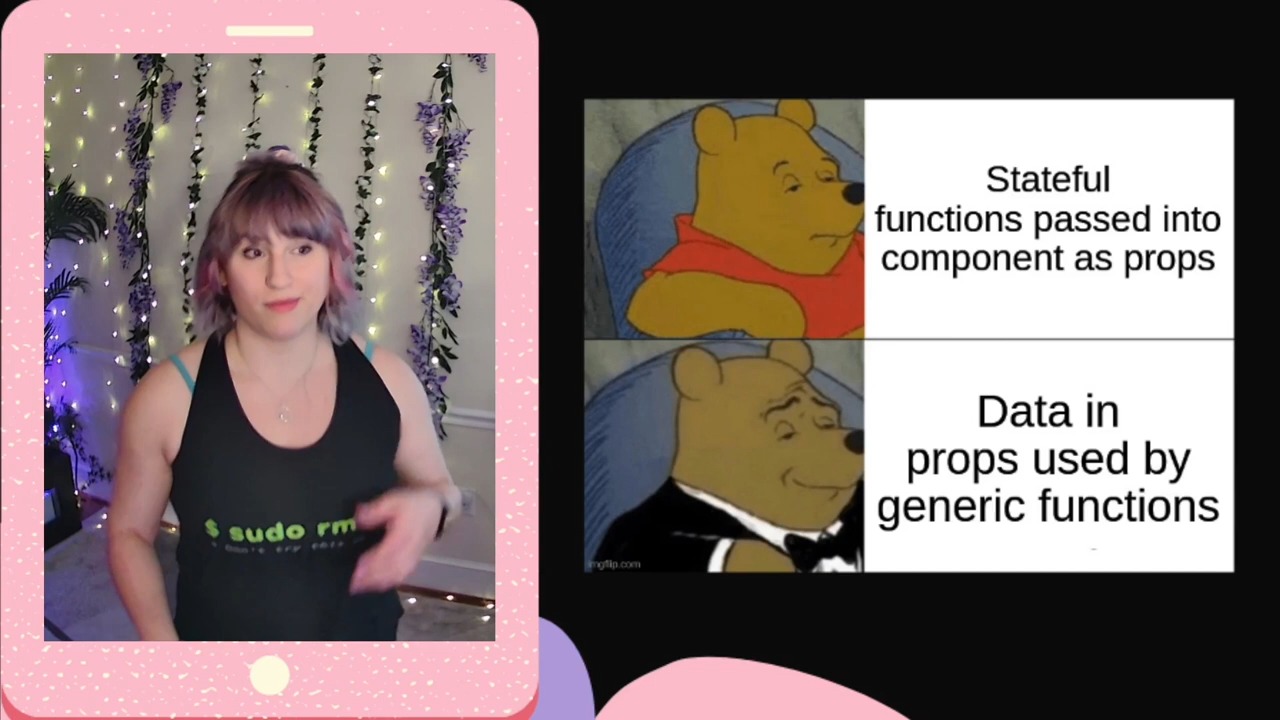 $ sudo rm
Stateful
functions passed into
component as props
Data in
props used by
generic functions
imgflip.com